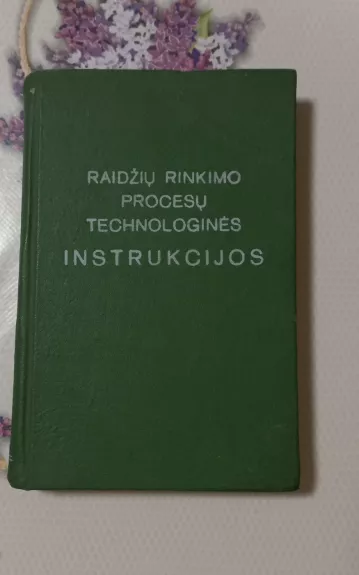 RAIDŽIŲ RINKIMO
PROCESŲ
TECHNOLOGINĖS
INSTRUKCIJOS